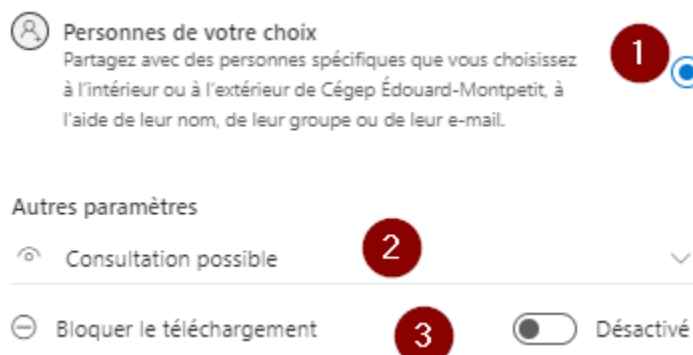 Personnes de votre choix
1
Partagez avec des personnes spécifiques que vous choisissez
à l'intérieur ou à l'extérieur de Cégep Édouard-Montpetit, à
l'aide de leur nom, de leur groupe ou de leur e-mail.
Autres paramètres
Consultation possible
2
Bloquer le téléchargement
3
Désactivé